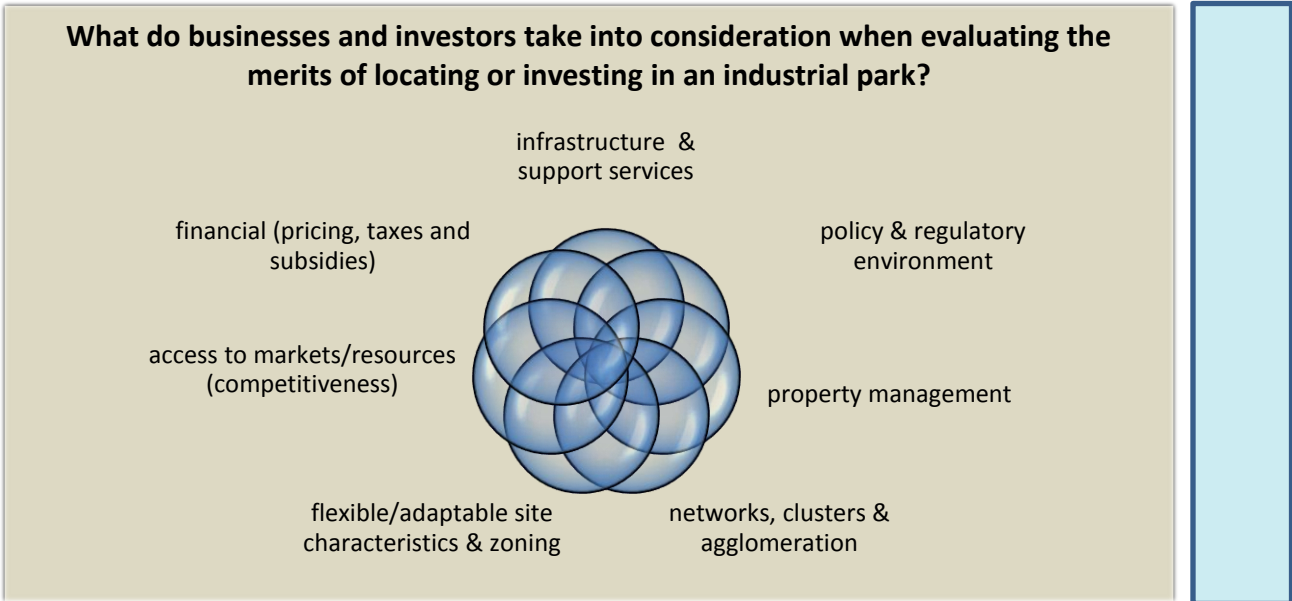 What do businesses and investors take into consideration when evaluating the
merits of locating or investing in an industrial park?
infrastructure &
support services
financial (pricing, taxes and
subsidies)
policy & regulatory
environment
access to markets/resources
(competitiveness)
property management
flexible/adaptable site
characteristics & zoning
networks, clusters &
agglomeration